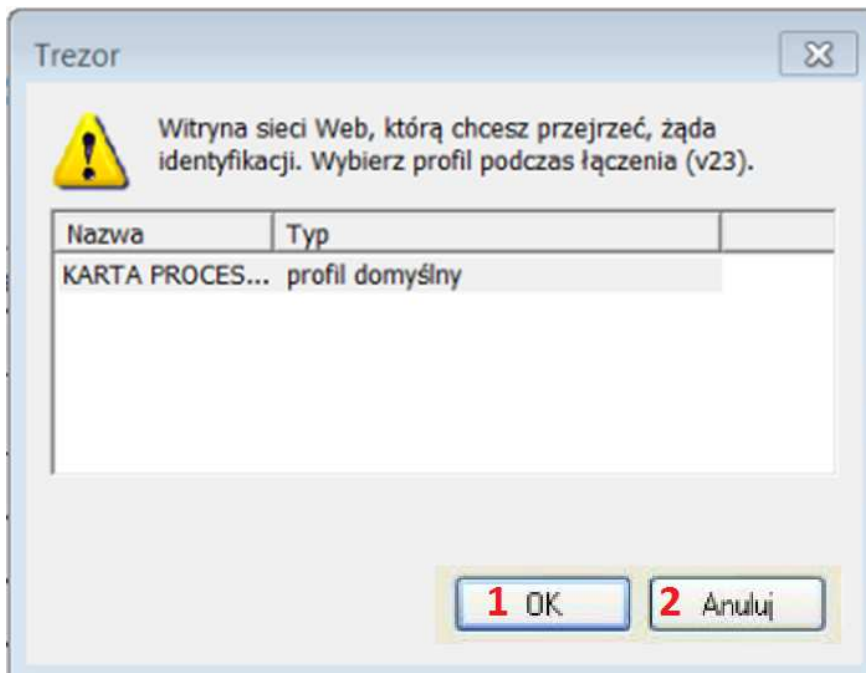 Trezor
Witryna sieci Web, którą chcesz przejrzeć, żąda
identyfikacji. Wybierz profil podczas łączenia (v23).
Nazwa Typ
KARTA PROCES... profil domyślny
1 OK 2 Anuluj